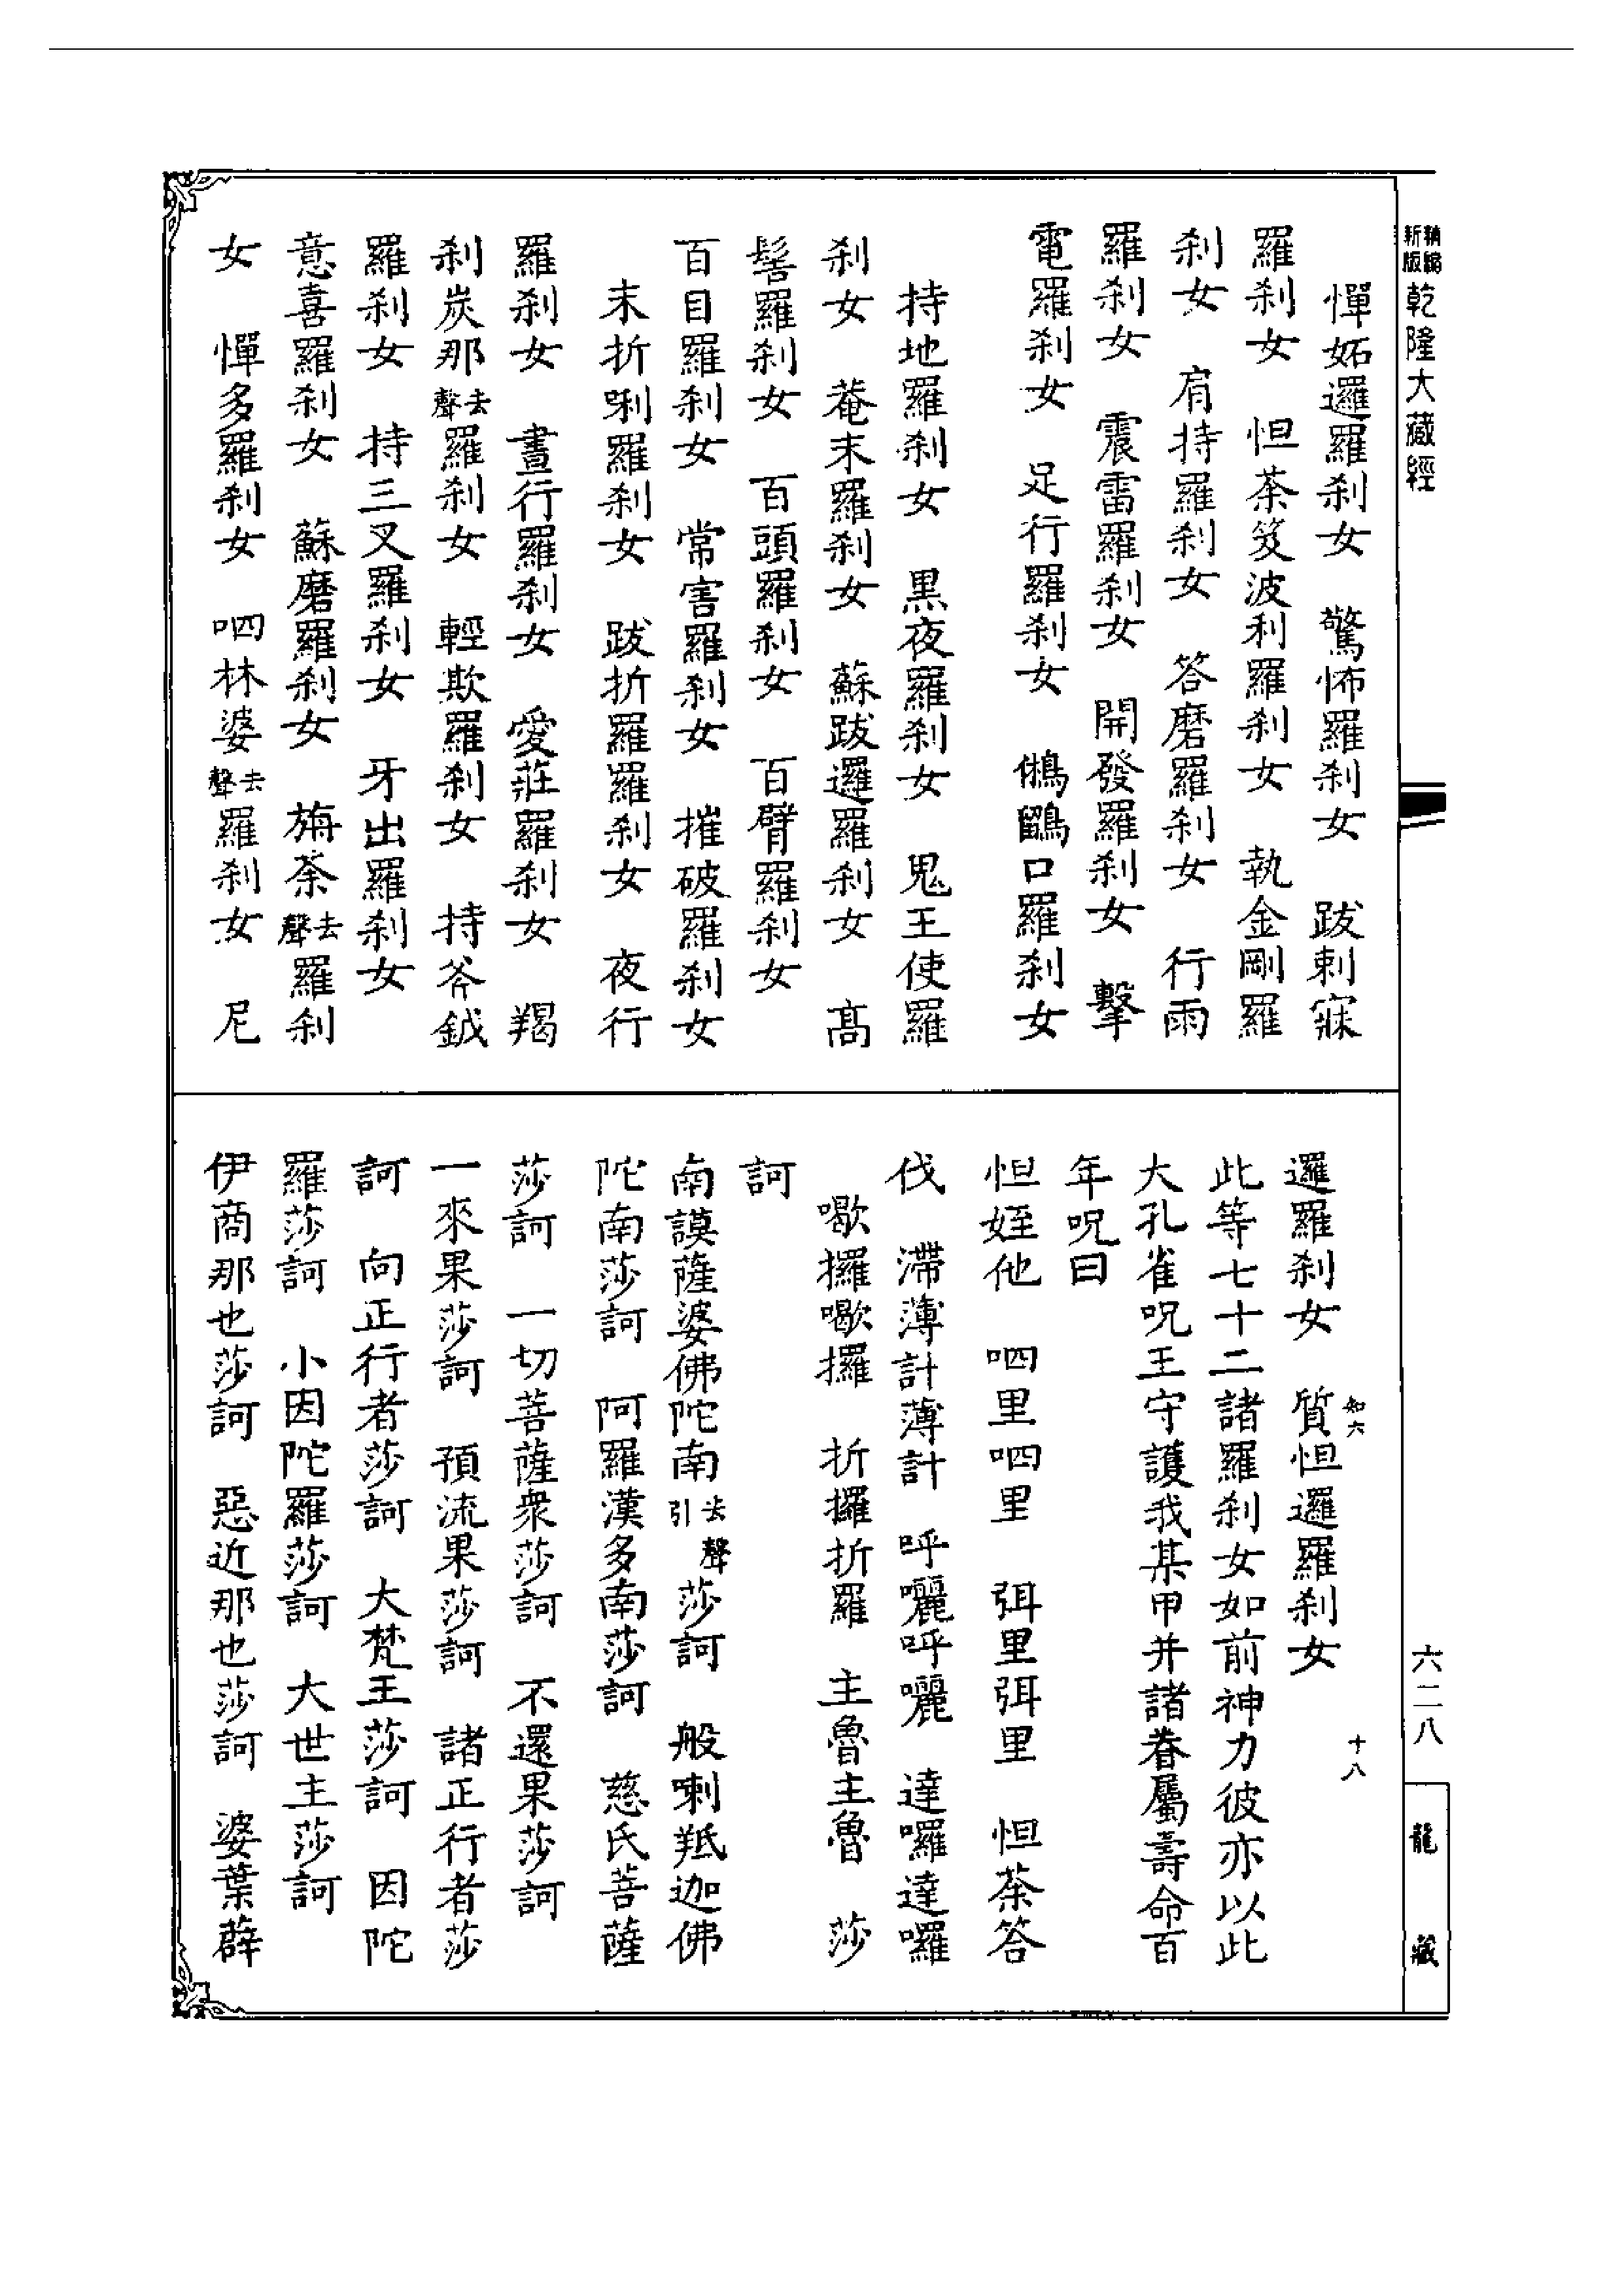 精縮新版乾隆大藏經
憚妬邏羅刹女　驚怖羅刹女　跋剌寐
羅刹女　怛荼笈波利羅刹女　執金剛羅
刹女　肩持羅刹女　答磨羅刹女　行雨
羅刹女　震雷羅刹女　開發羅刹女　擊
電羅刹女　足行羅刹女　鵂鶹口羅刹女
持地羅刹女　黑夜羅刹女　鬼王使羅
刹女　菴末羅刹女　蘇跋邏羅刹女　髙
髻羅刹女　百頭羅刹女　百臂羅刹女
百目羅刹女　常害羅刹女　摧破羅刹女
末折唎羅刹女　跋折羅羅刹女　夜行
羅刹女　晝行羅刹女　愛莊羅刹女　羯
刹炭那去聲羅刹女　輕欺羅刹女　持斧鉞
羅刹女　持三叉羅刹女　牙出羅刹女
意喜羅刹女　蘇磨羅刹女　旃荼去聲羅刹
女　憚多羅刹女　呬林婆去聲羅刹女　尼
邏羅刹女　質怛邏羅刹女
此等七十二諸羅刹女如前神力彼亦以此
大孔雀呪王守護我某甲并諸眷屬壽命百
年呪曰
怛姪他　呬里呬里　弭里弭里　怛荼答
伐　滯薄計薄計　呼囇呼囇　達囉達囉
歇攞歇攞　折攞折羅　主魯主魯　莎
訶
南謨薩婆佛陀南去聲引莎訶　般喇羝迦佛
陀南莎訶　阿羅漢多南莎訶　慈氏菩薩
莎訶　一切菩薩衆莎訶　不還果莎訶
一來果莎訶　預流果莎訶　諸正行者莎
訶　向正行者莎訶　大梵王莎訶　因陀
羅莎訶　小因陀羅莎訶　大世主莎訶
伊商那也莎訶　惡近那也莎訶　婆葉薜
知六
十八
六二八
龍藏